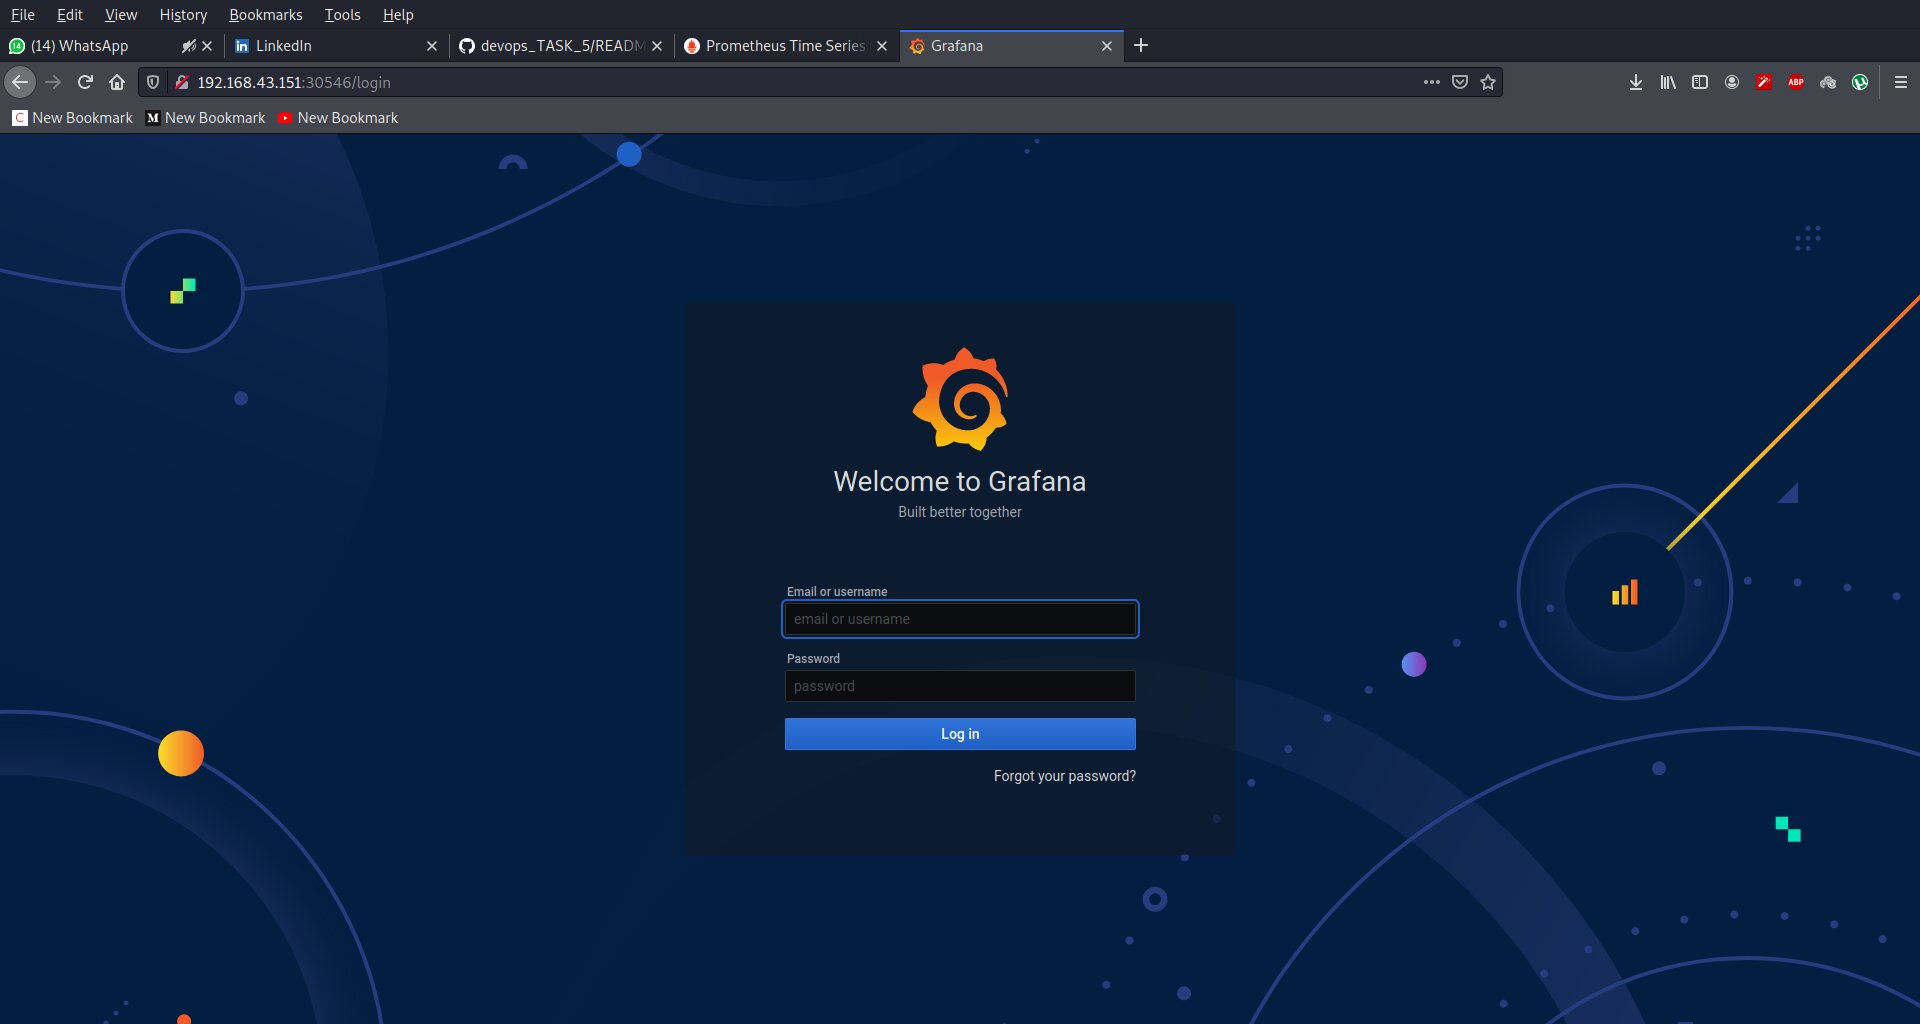 File Edit View History Bookmarks Tools Help
(14) WhatsApp LinkedIn devops_TASK_5/READM Prometheus Time Series Grafana
192.168.43.151:30546/login ABP
C New Bookmark M New Bookmark New Bookmark
Welcome to Grafana
Built better together
Email or username
email or username
Password
password
Log in
Forgot your password?